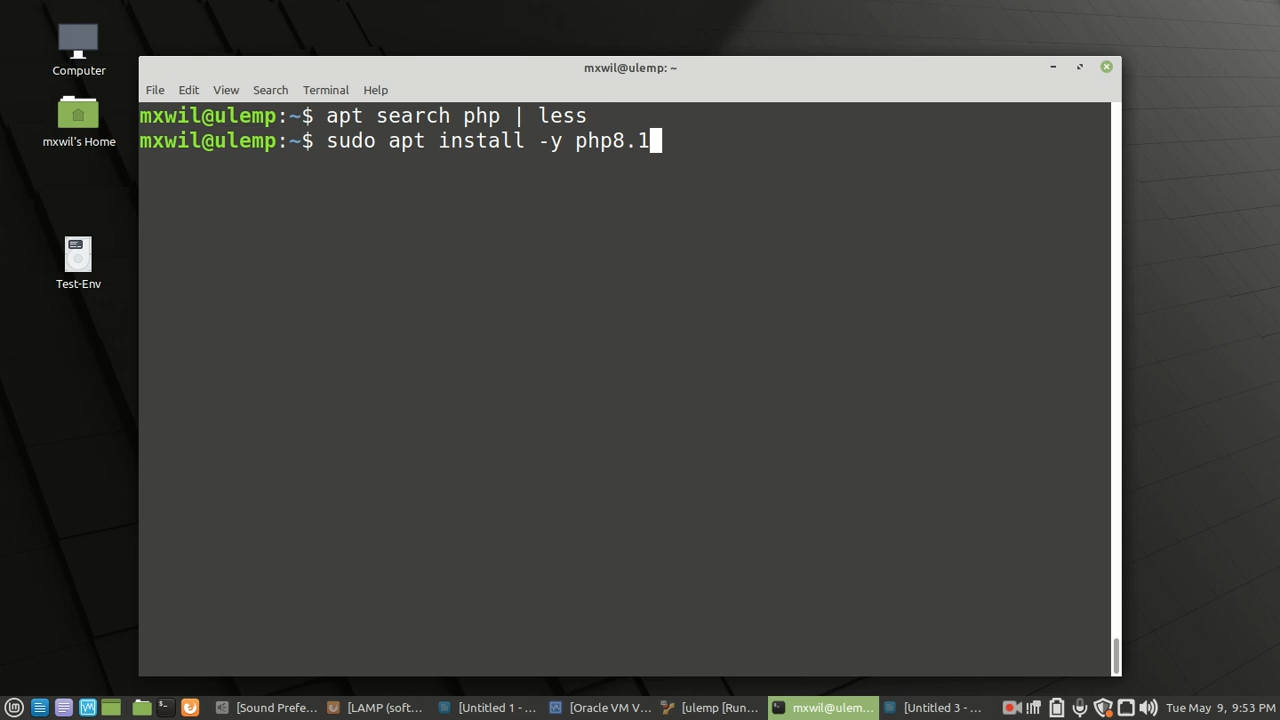 Computer
mxwil's Home
Test-Env
mxwil@ulemp: ~
File Edit View Search Terminal Help
mxwil@ulemp:~$ apt search php | less
mxwil@ulemp:~$ sudo apt install -y php8.1
[Sound Prefe... [LAMP (soft... [Untitled 1 - ... [Oracle VM V... [ulemp [Run... mxwil@ulem... [Untitled 3 - ... Tue May 9, 9:53 PM